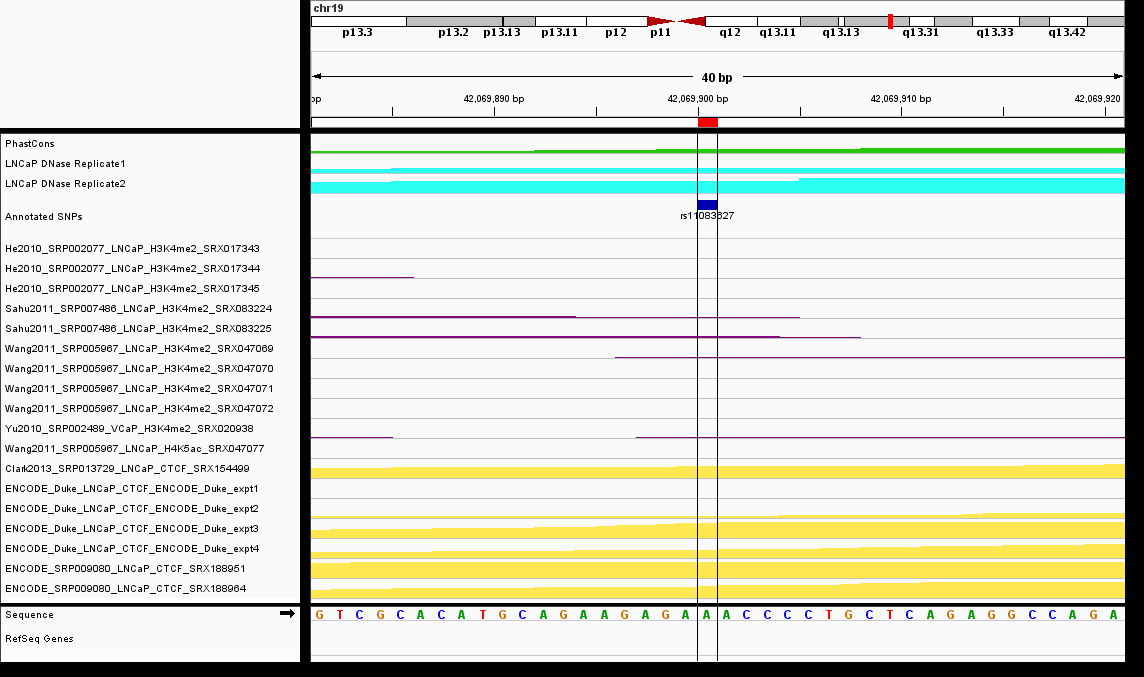 chr19
p13.3 p13.2 p13.13 p13.11 p12 p11 q12 q13.11 q13.13 q13.31 q13.33 q13.42
40 bp
bp 42,069,890 bp 42,069,900 bp 42,069,910 bp 42,069,920
PhastCons
LNCaP DNase Replicate1
LNCaP DNase Replicate2
Annotated SNPs
rs11083627
He2010_SRP002077_LNCaP_H3K4me2_SRX017343
He2010_SRP002077_LNCaP_H3K4me2_SRX017344
He2010_SRP002077_LNCaP_H3K4me2_SRX017345
Sahu2011_SRP007486_LNCaP_H3K4me2_SRX083224
Sahu2011_SRP007486_LNCaP_H3K4me2_SRX083225
Wang2011_SRP005967_LNCaP_H3K4me2_SRX047069
Wang2011_SRP005967_LNCaP_H3K4me2_SRX047070
Wang2011_SRP005967_LNCaP_H3K4me2_SRX047071
Wang2011_SRP005967_LNCaP_H3K4me2_SRX047072
Yu2010_SRP002489_VCaP_H3K4me2_SRX020938
Wang2011_SRP005967_LNCaP_H4K5ac_SRX047077
Clark2013_SRP013729_LNCaP_CTCF_SRX154499
ENCODE_Duke_LNCaP_CTCF_ENCODE_Duke_expt1
ENCODE_Duke_LNCaP_CTCF_ENCODE_Duke_expt2
ENCODE_Duke_LNCaP_CTCF_ENCODE_Duke_expt3
ENCODE_Duke_LNCaP_CTCF_ENCODE_Duke_expt4
ENCODE_SRP009080_LNCaP_CTCF_SRX188951
ENCODE_SRP009080_LNCaP_CTCF_SRX188964
Sequence G T C G C A C A T G C A G A A G A G A A A C C C C T G C T C A G A G G C C A G A
RefSeq Genes